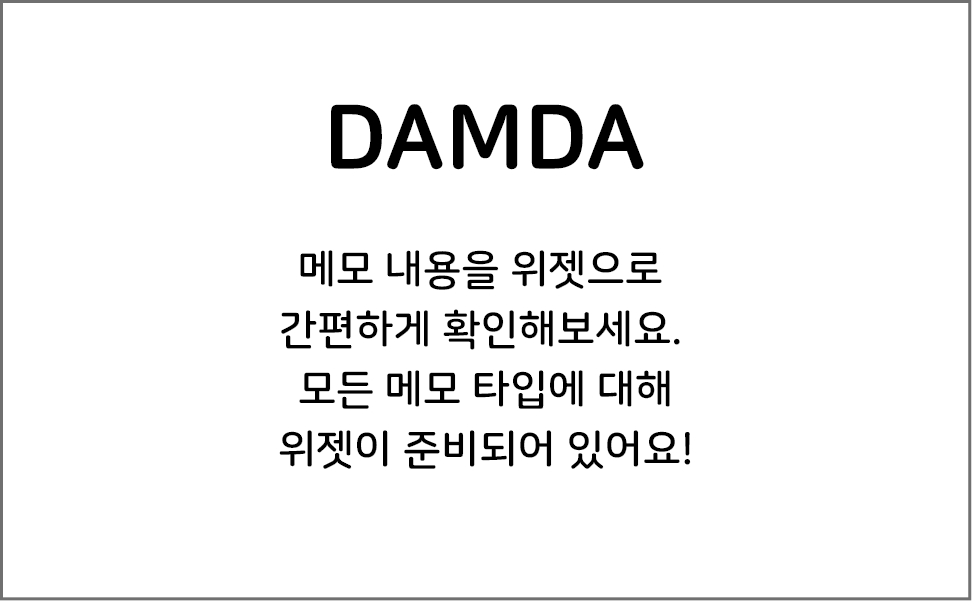 DAMDA
메모 내용을 위젯으로
간편하게 확인해보세요.
모든 메모 타입에 대해
위젯이 준비되어 있어요!